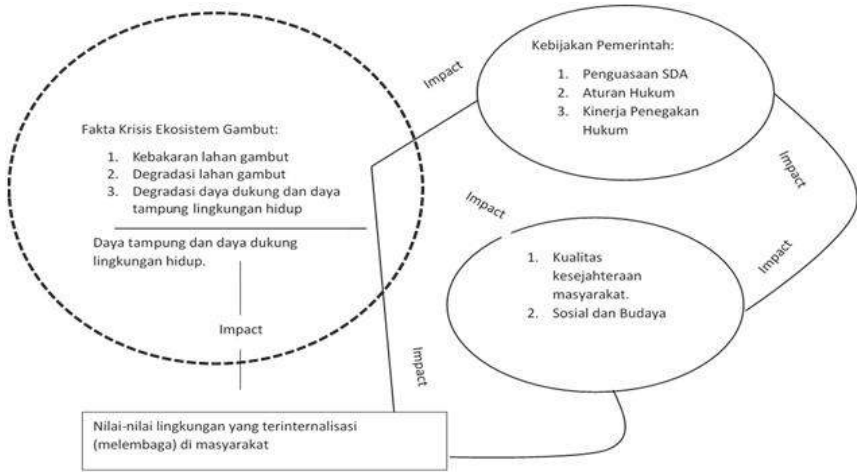 Kebijakan Pemerintah:
1. Penguasaan SDA
2. Aturan Hukum
3. Kinerja Penegakan
Hukum
Impact
Fakta Krisis Ekosistem Gambut:
1. Kebakaran lahan gambut
2. Degradasi lahan gambut
3. Degradasi daya dukung dan daya
tampung lingkungan hidup
Daya tampung dan daya dukung
lingkungan hidup.
Impact
Impact
Impact
Impact
1. Kualitas
kesejahteraan
masyarakat.
2. Sosial dan Budaya
Impact
Nilai-nilai lingkungan yang terinternalisasi
(melembaga) di masyarakat